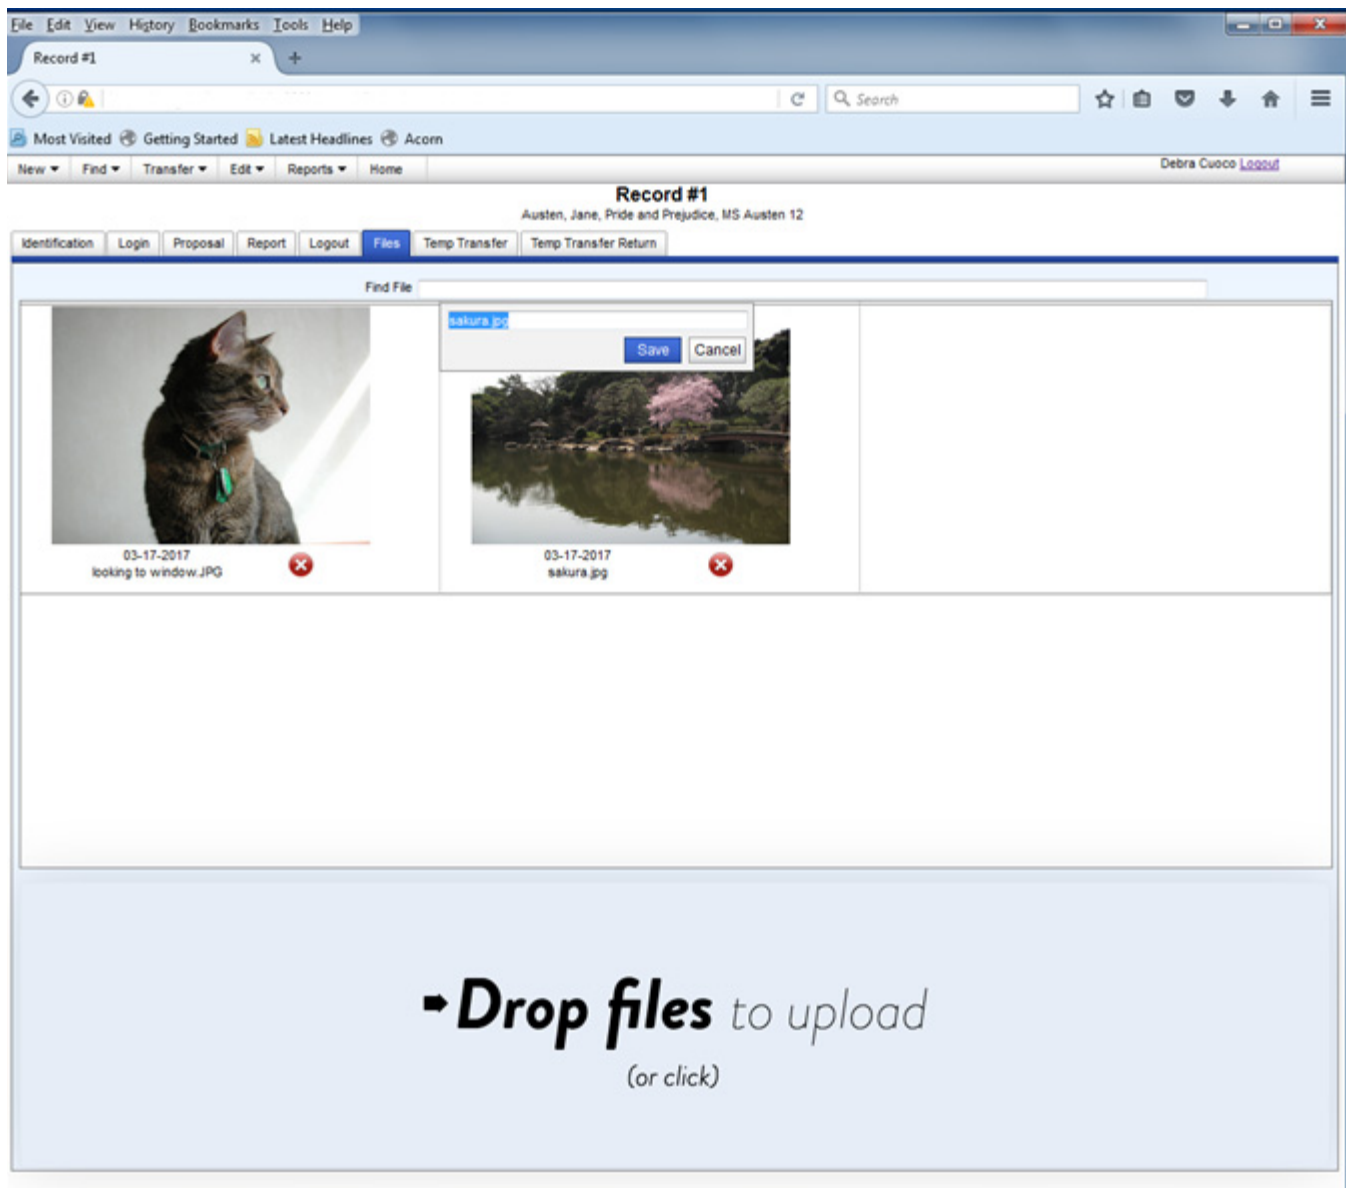 File Edit View History Bookmarks Tools Help
Record #1
Search
Most Visited Getting Started Latest Headlines Acorn
New Find Transfer Edit Reports Home Debra Cuoco Logout
Record #1
Austen, Jane, Pride and Prejudice, MS Austen 12
Identification Login Proposal Report Logout Files Temp Transfer Temp Transfer Return
Find File
sakura.jpg
Save Cancel
03-17-2017
looking to window.JPG
03-17-2017
sakura.jpg
Drop files to upload
(or click)